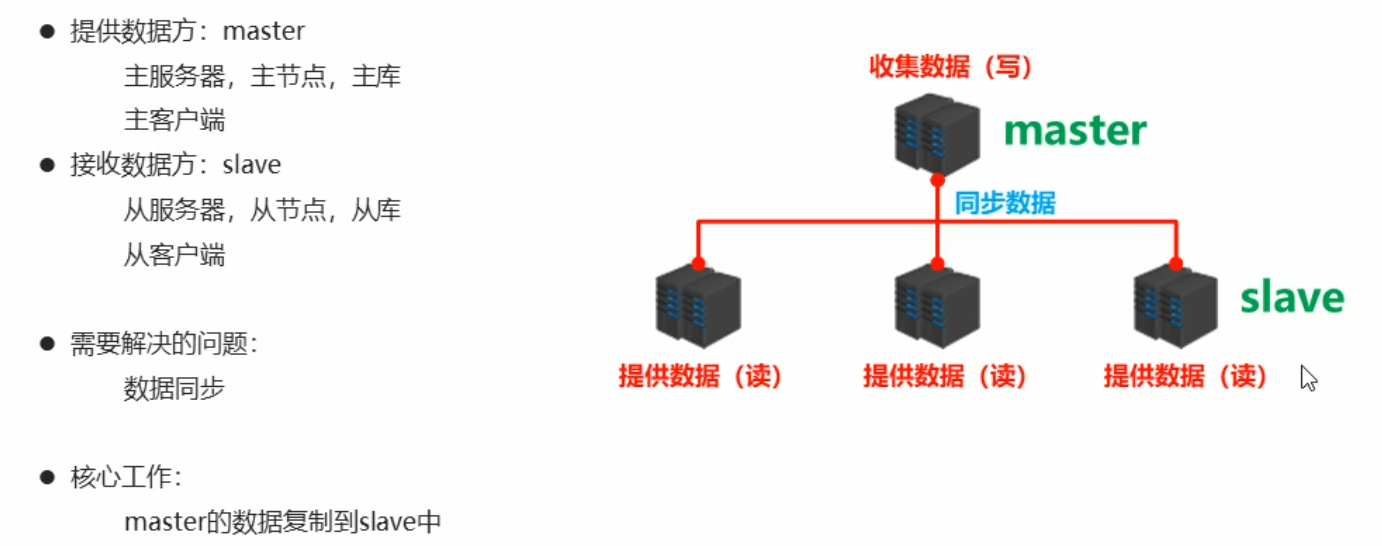 ● 提供数据方：master
主服务器，主节点，主库
主客户端
● 接收数据方：slave
从服务器，从节点，从库
从客户端
● 需要解决的问题：
数据同步
● 核心工作：
master的数据复制到slave中
收集数据（写）
master
同步数据
slave
提供数据（读）
提供数据（读）
提供数据（读）